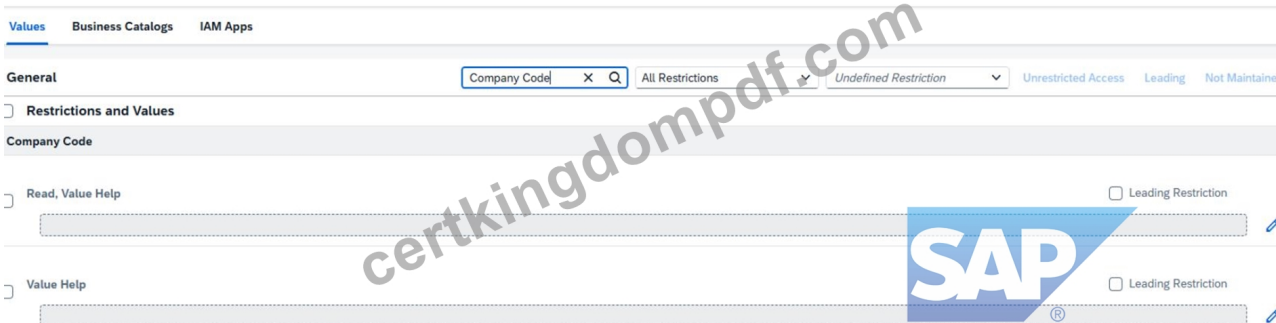 Values Business Catalogs IAM Apps
General Company Code All Restrictions Undefined Restriction Unrestricted Access Leading Not Maintaine
Restrictions and Values
Company Code
Read, Value Help Leading Restriction
Value Help Leading Restriction
certkingdompdf.com
SAP ®